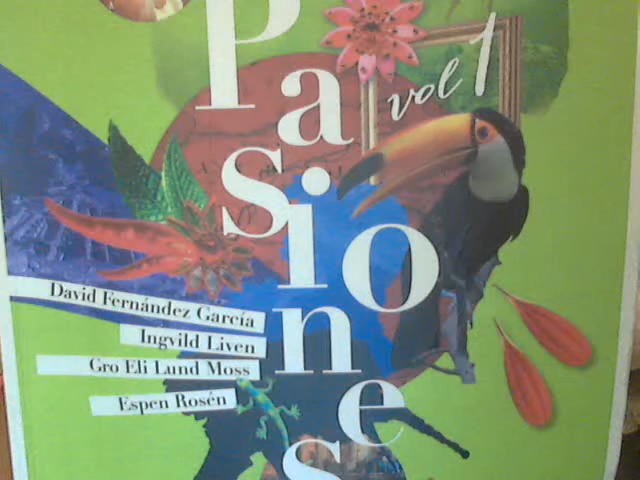 Pasiones
vol 1
David Fernández García
Ingvild Liven
Gro Eli Lund Moss
Espen Rosén